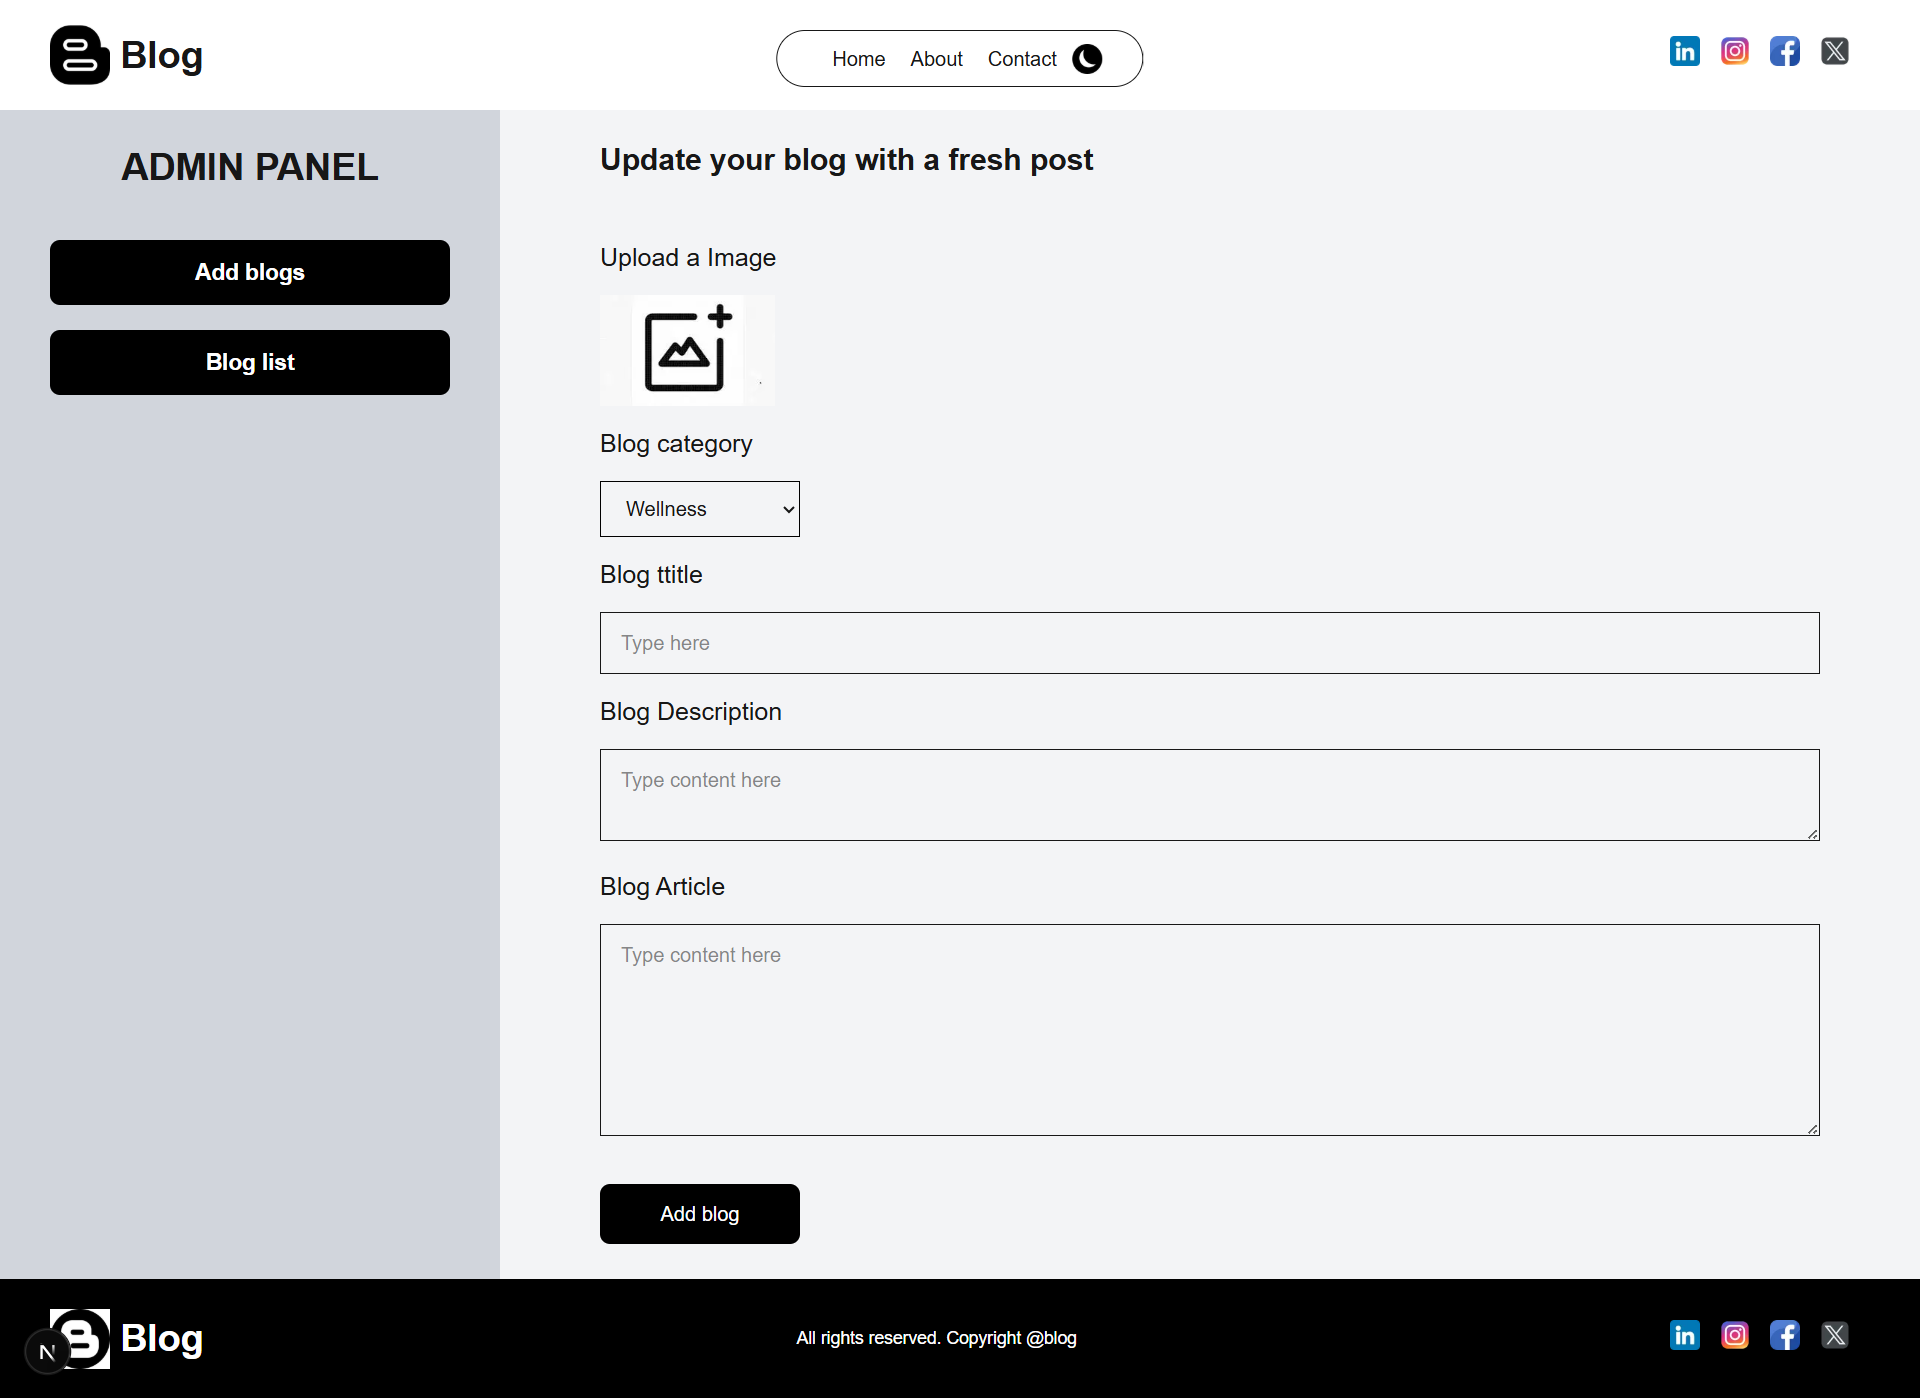 Blog
Home About Contact
ADMIN PANEL
Add blogs
Blog list
Update your blog with a fresh post
Upload a Image
Blog category
Wellness
Blog ttitle
Type here
Blog Description
Type content here
Blog Article
Type content here
Add blog
N
Blog
All rights reserved. Copyright @blog